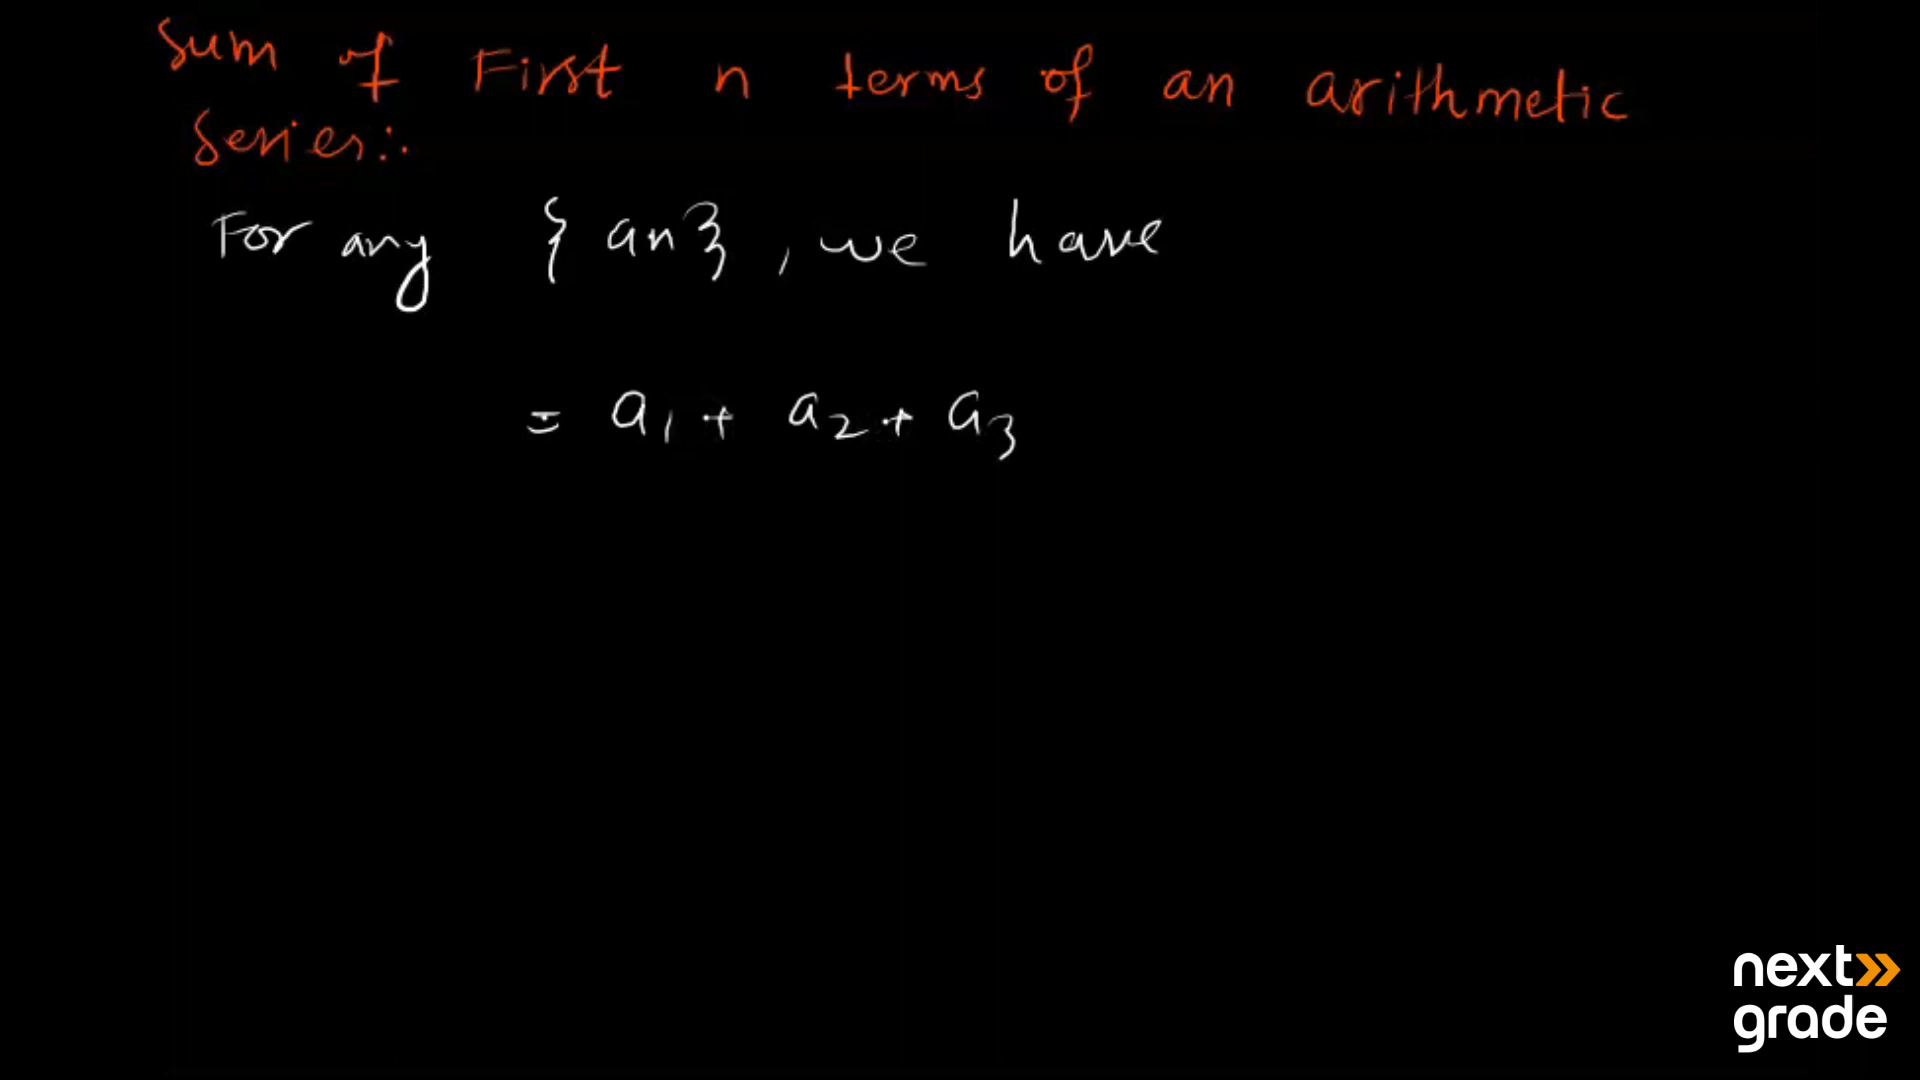 Sum of First n terms of an arithmetic
Series:.
For any {an}, we have
= a₁ + a₂ + a₃
next
grade